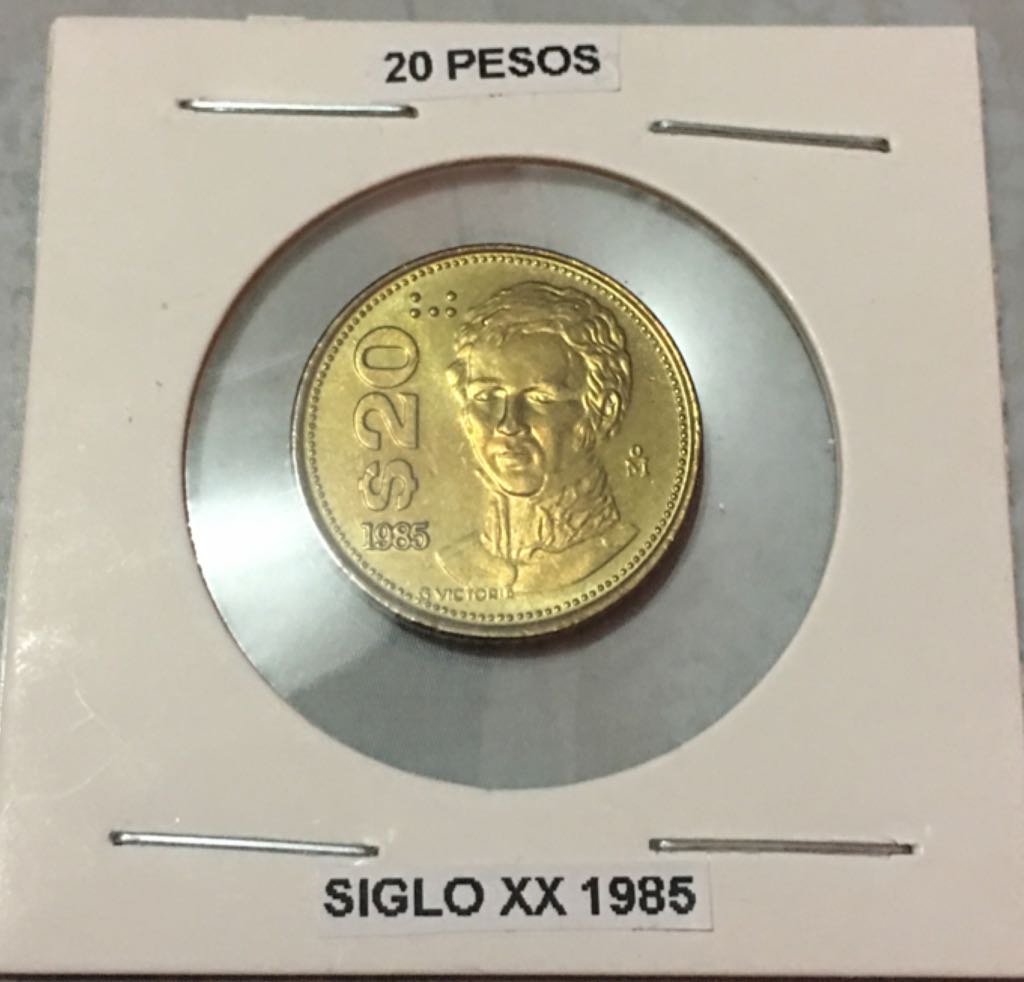 20 PESOS
$20
1985
G VICTORIA
M
SIGLO XX 1985